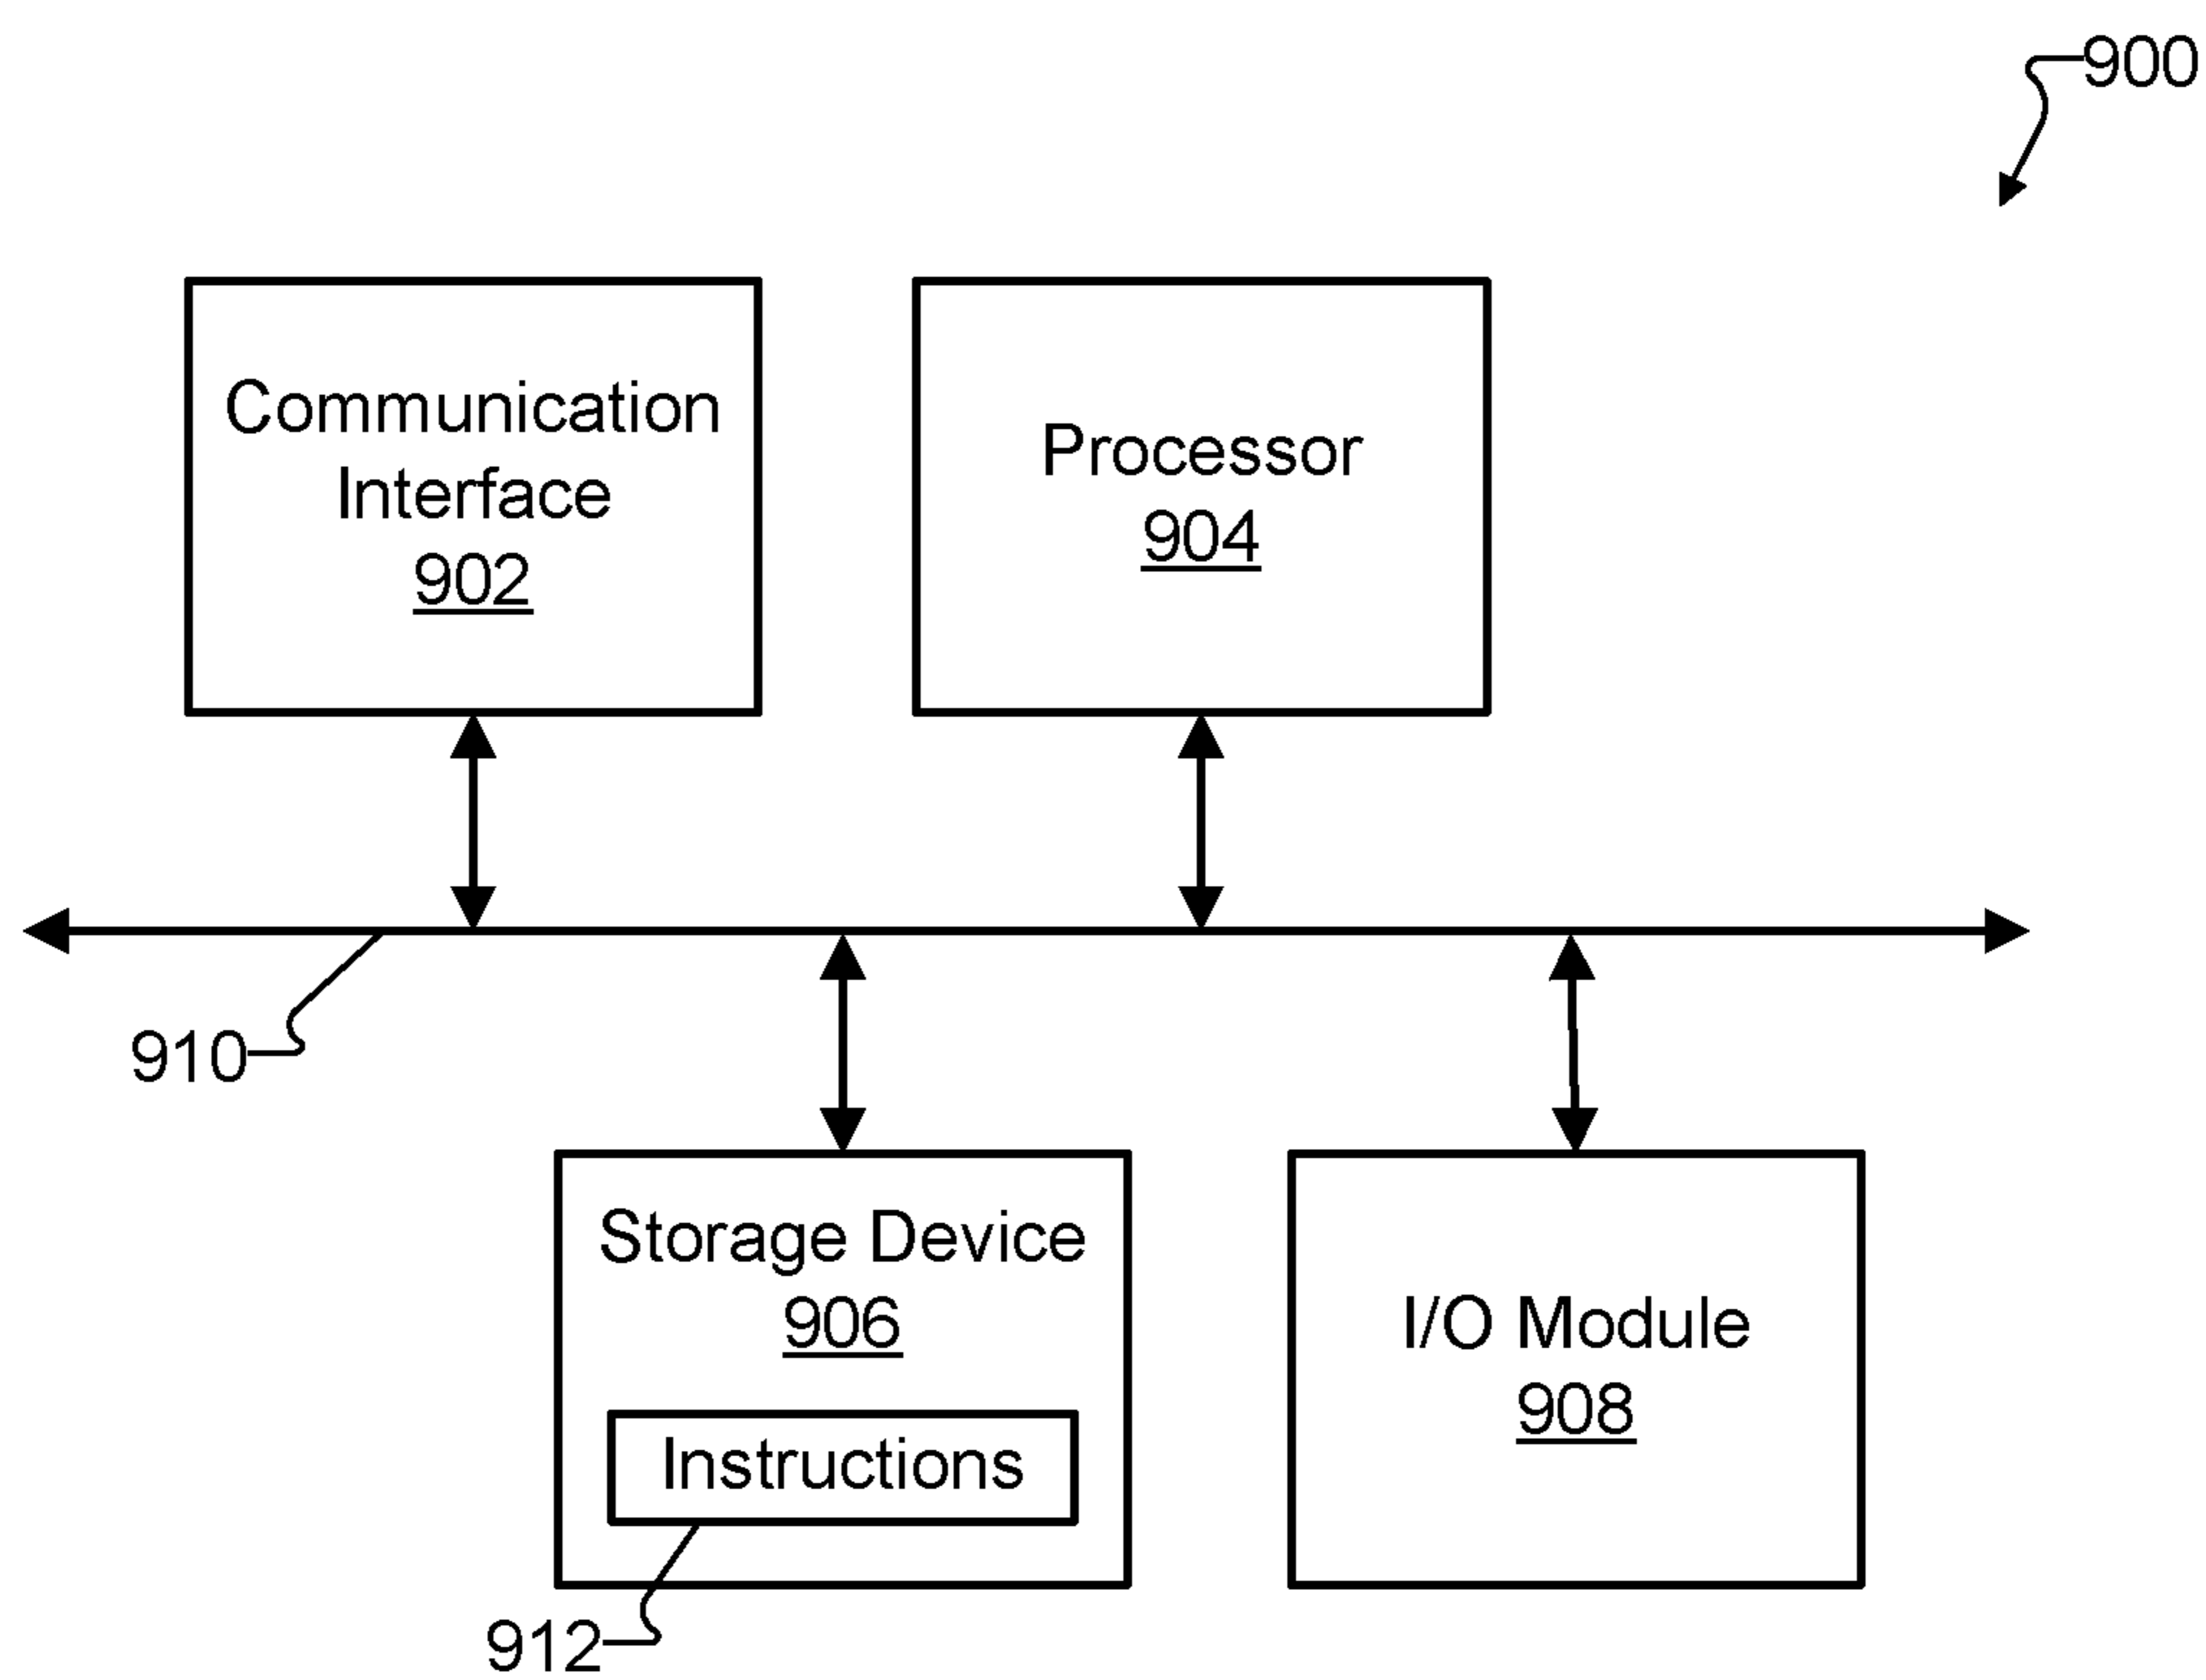 900
Communication
Interface
902
Processor
904
910
Storage Device
906
Instructions
912
I/O Module
908